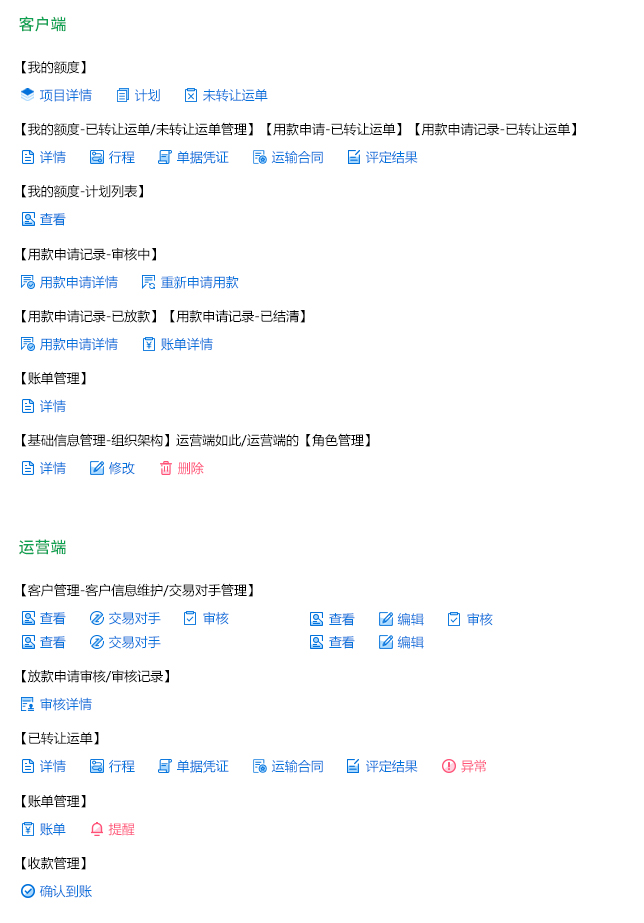 客户端
【我的额度】
项目详情 计划 未转让运单
【我的额度-已转让运单/未转让运单管理】【用款申请-已转让运单】【用款申请记录-已转让运单】
详情 行程 单据凭证 运输合同 评定结果
【我的额度-计划列表】
查看
【用款申请记录-审核中】
用款申请详情 重新申请用款
【用款申请记录-已放款】【用款申请记录-已结清】
用款申请详情 账单详情
【账单管理】
详情
【基础信息管理-组织架构】运营端如此/运营端的【角色管理】
详情 修改 删除
运营端
【客户管理-客户信息维护/交易对手管理】
查看 交易对手 审核 查看 编辑 审核
查看 交易对手 查看 编辑
【放款申请审核/审核记录】
审核详情
【已转让运单】
详情 行程 单据凭证 运输合同 评定结果 异常
【账单管理】
账单 提醒
【收款管理】
确认到账